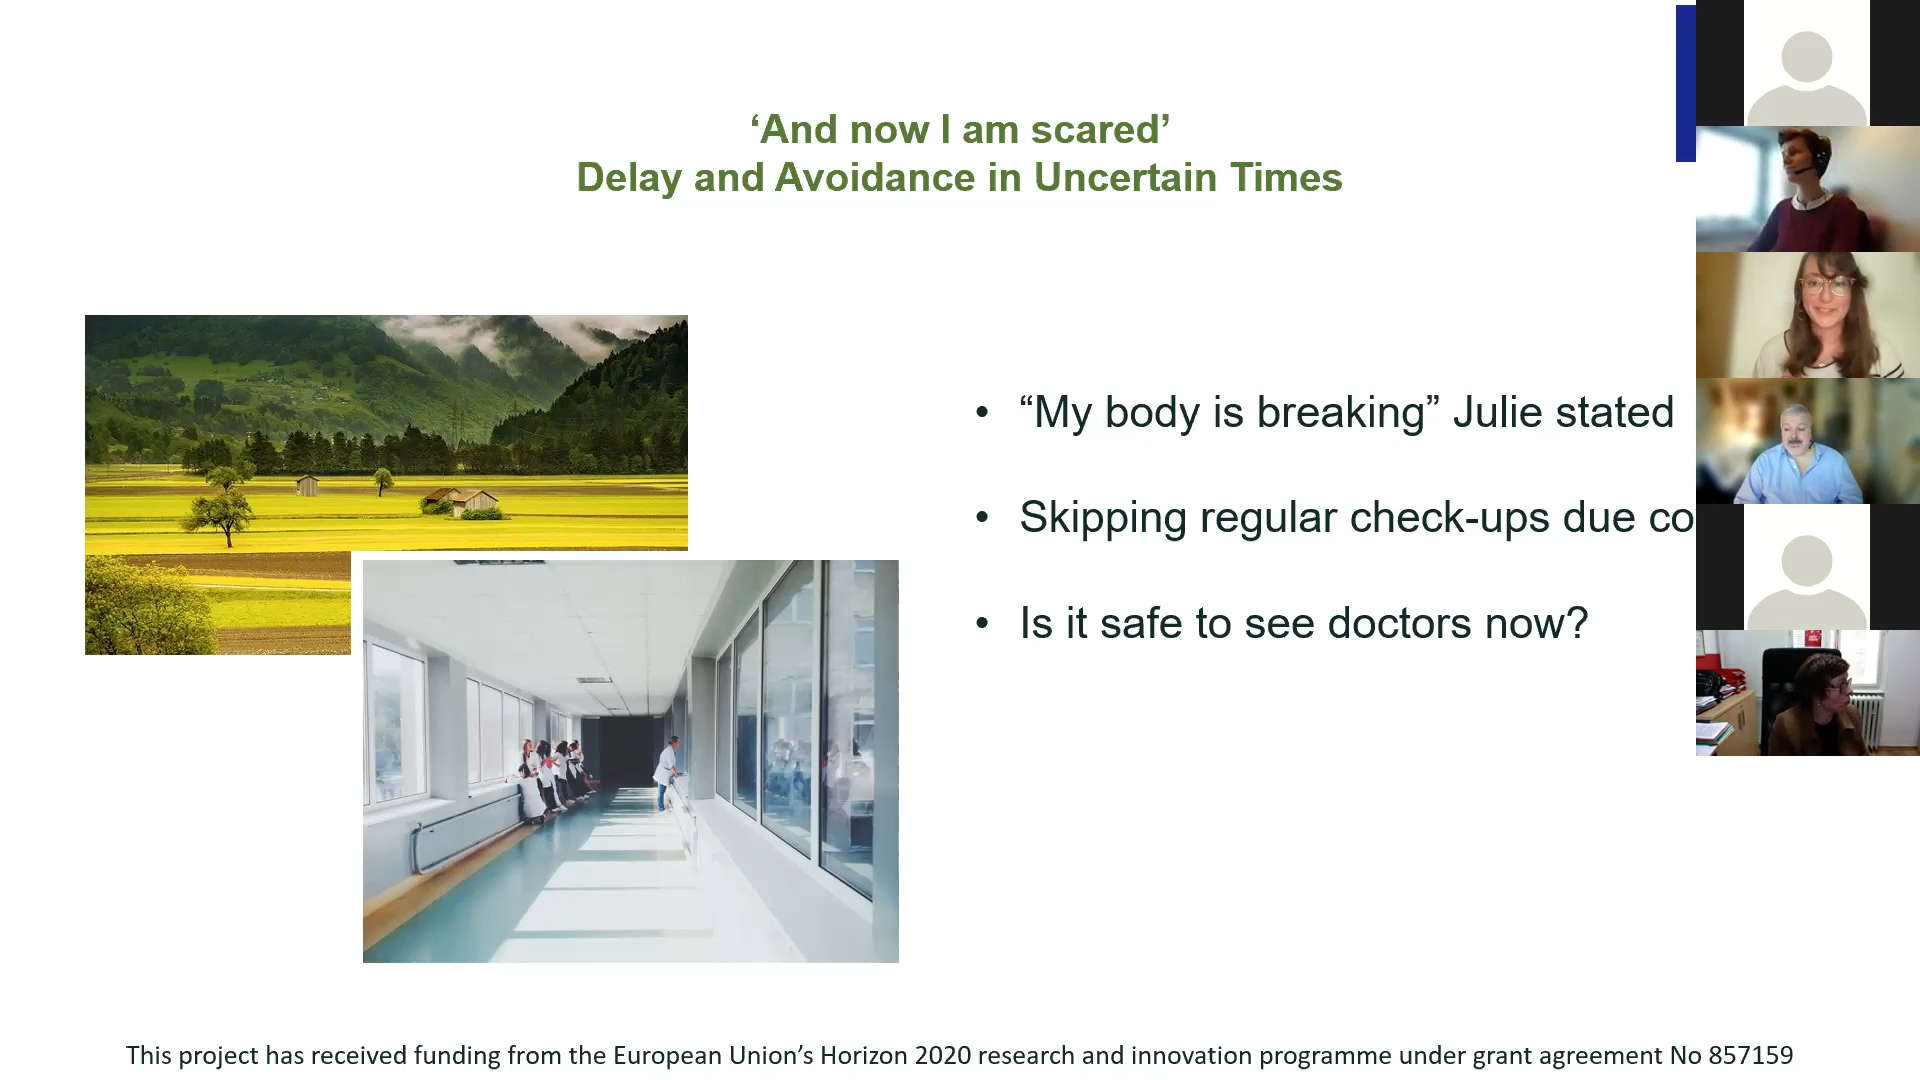 ‘And now I am scared’
Delay and Avoidance in Uncertain Times
• “My body is breaking” Julie stated
• Skipping regular check-ups due co
• Is it safe to see doctors now?
This project has received funding from the European Union’s Horizon 2020 research and innovation programme under grant agreement No 857159